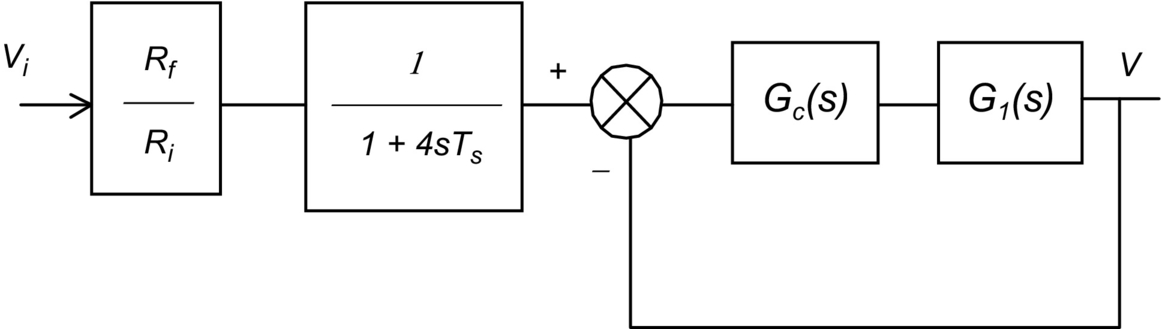 V_i
R_f
R_i
1
1 + 4sT_s
+
−
G_c(s)
G_1(s)
V